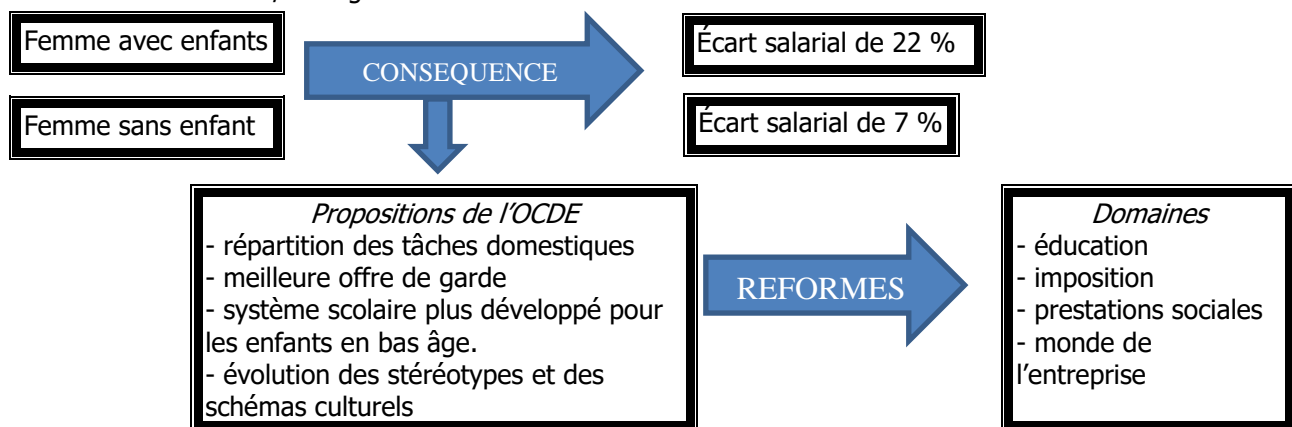 Femme avec enfants
CONSEQUENCE
Écart salarial de 22 %
Femme sans enfant
Écart salarial de 7 %
Propositions de l'OCDE
- répartition des tâches domestiques
- meilleure offre de garde
- système scolaire plus développé pour
les enfants en bas âge.
- évolution des stéréotypes et des
schémas culturels
REFORMES
Domaines
- éducation
- imposition
- prestations sociales
- monde de
l'entreprise